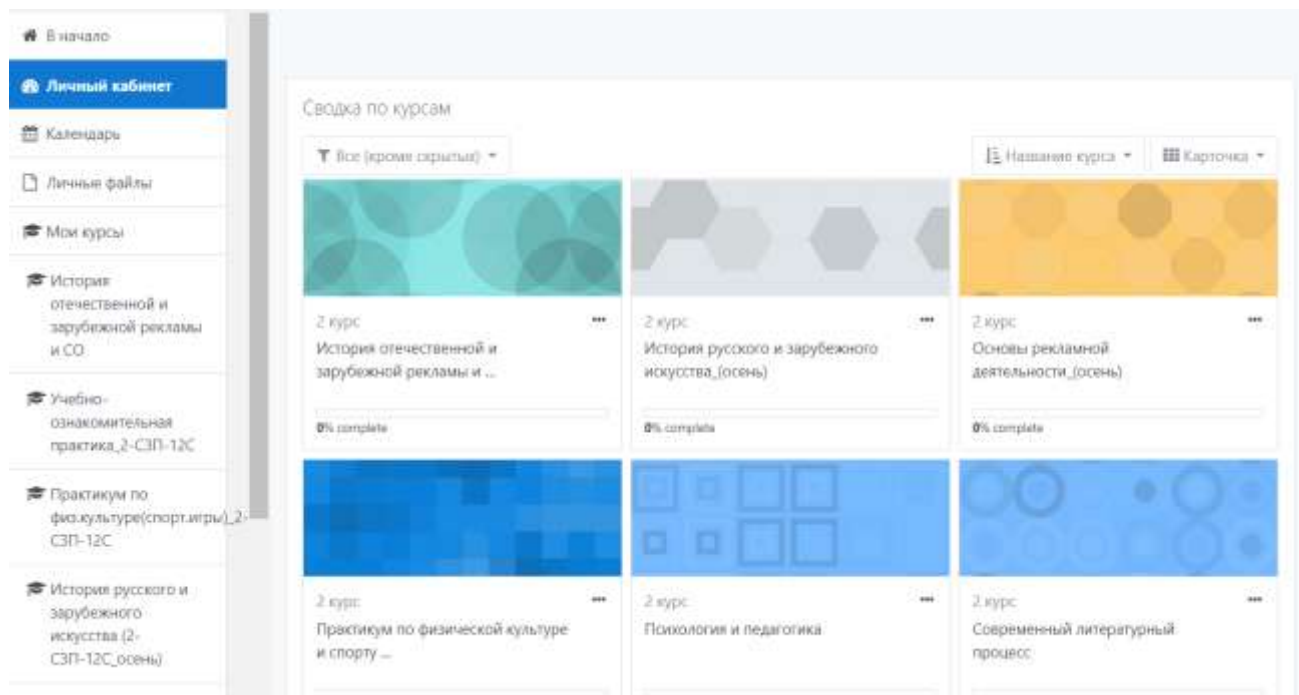 В начало
Личный кабинет
Календарь
Личные файлы
Мои курсы
История
отечественной и
зарубежной рекламы
и СО
Учебно-
ознакомительная
практика_2-СЗП-12С
Практикум по
физ.культуре(спорт.игры)_2-
СЗП-12С
История русского и
зарубежного
искусства (2-
СЗП-12С_осень)
Сводка по курсам
Все (кроме скрытых)
Название курса
Карточка
2 курс
История отечественной и
зарубежной рекламы и ...
0% complete
2 курс
История русского и зарубежного
искусства_(осень)
0% complete
2 курс
Основы рекламной
деятельности_(осень)
0% complete
2 курс
Практикум по физической культуре
и спорту ...
2 курс
Психология и педагогика
2 курс
Современный литературный
процесс